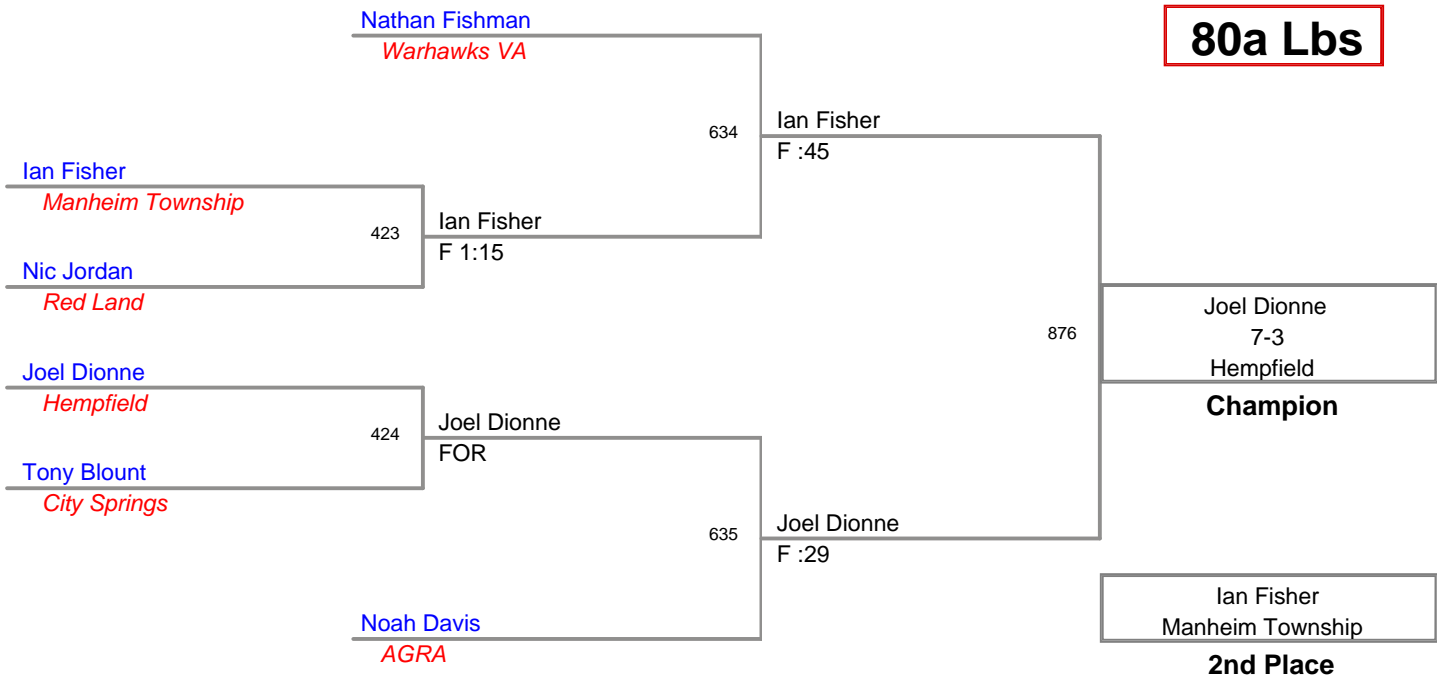 Nathan Fishman
Warhawks VA
80a Lbs
634
Ian Fisher
F :45
Ian Fisher
Manheim Township
423
Ian Fisher
F 1:15
Nic Jordan
Red Land
876
Joel Dionne
7-3
Hempfield
Champion
Joel Dionne
Hempfield
424
Joel Dionne
FOR
Tony Blount
City Springs
635
Joel Dionne
F :29
Noah Davis
AGRA
Ian Fisher
Manheim Township
2nd Place